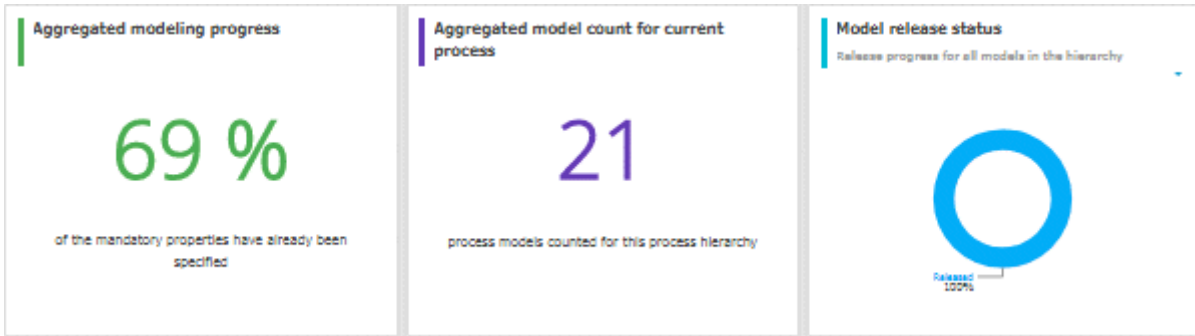 Aggregated modeling progress
69 %
of the mandatory properties have already been
specified
Aggregated model count for current
process
21
process models counted for this process hierarchy
Model release status
Release progress for all models in the hierarchy
Released
100%